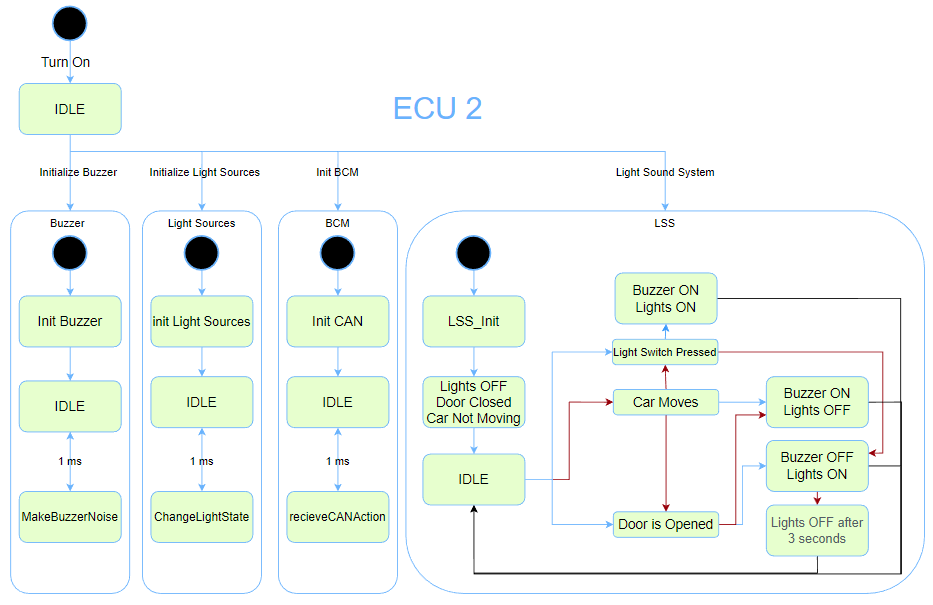 Turn On
IDLE
ECU 2
Initialize Buzzer
Initialize Light Sources
Init BCM
Light Sound System
Buzzer
Init Buzzer
IDLE
1 ms
MakeBuzzerNoise
Light Sources
init Light Sources
IDLE
1 ms
ChangeLightState
BCM
Init CAN
IDLE
1 ms
recieveCANAction
LSS
LSS_Init
Lights OFF
Door Closed
Car Not Moving
IDLE
Buzzer ON
Lights ON
Light Switch Pressed
Car Moves
Buzzer ON
Lights OFF
Buzzer OFF
Lights ON
Door is Opened
Lights OFF after
3 seconds